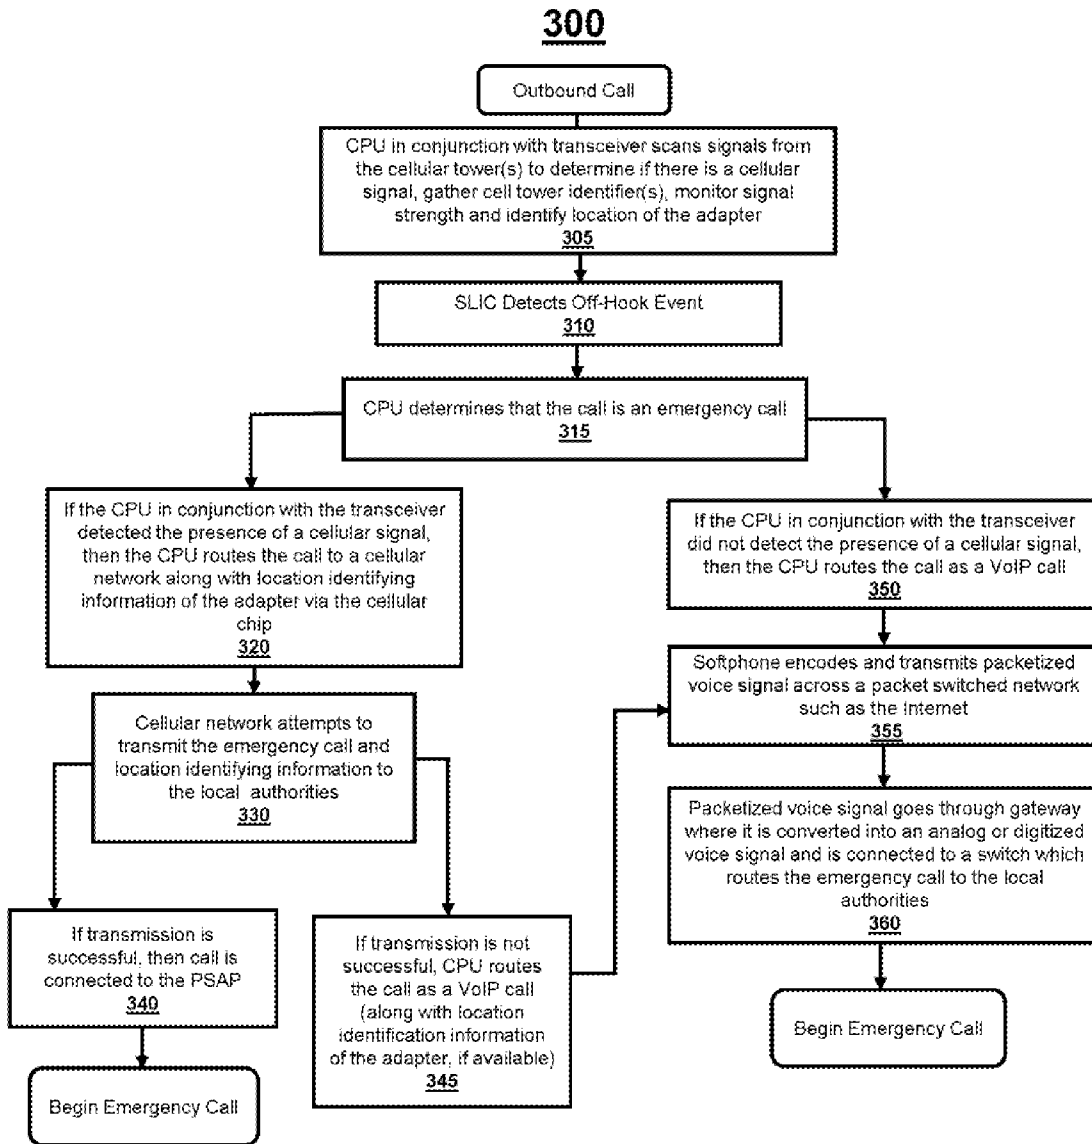 300
Outbound Call
CPU in conjunction with transceiver scans signals
from the cellular tower(s) to determine if there is a cellular
signal, gather cell tower identifier(s), monitor signal
strength and identify location of the adapter
305
SLIC Detects Off-Hook Event
310
CPU determines that the call is an emergency call
315
If the CPU in conjunction with the transceiver
detected the presence of a cellular signal,
then the CPU routes the call to a cellular
network along with location identifying
information of the adapter via the cellular
chip
320
Cellular network attempts to
transmit the emergency call and
location identifying information to
the local authorities
330
If transmission is
successful, then call is
connected to the PSAP
340
Begin Emergency Call
If transmission is not
successful, CPU routes
the call as a VoIP call
(along with location
identification information
of the adapter, if available)
345
If the CPU in conjunction with the transceiver
did not detect the presence of a cellular signal,
then the CPU routes the call as a VoIP call
350
Softphone encodes and transmits packetized
voice signal across a packet switched network
such as the Internet
355
Packetized voice signal goes through gateway
where it is converted into an analog or digitized
voice signal and is connected to a switch which
routes the emergency call to the local
authorities
360
Begin Emergency Call